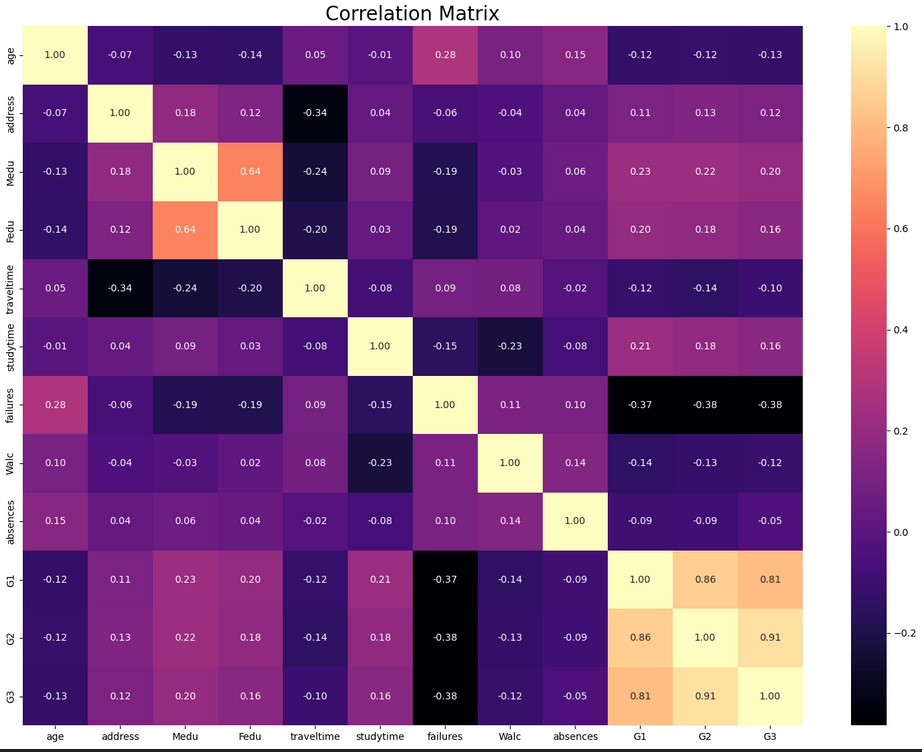 Correlation Matrix
age 1.00 -0.07 -0.13 -0.14 0.05 -0.01 0.28 0.10 0.15 -0.12 -0.12 -0.13
address -0.07 1.00 0.18 0.12 -0.34 0.04 -0.06 -0.04 0.04 0.11 0.13 0.12
Medu -0.13 0.18 1.00 0.64 -0.24 0.09 -0.19 -0.03 0.06 0.23 0.22 0.20
Fedu -0.14 0.12 0.64 1.00 -0.20 0.03 -0.19 0.02 0.04 0.20 0.18 0.16
traveltime 0.05 -0.34 -0.24 -0.20 1.00 -0.08 0.09 0.08 -0.02 -0.12 -0.14 -0.10
studytime -0.01 0.04 0.09 0.03 -0.08 1.00 -0.15 -0.23 -0.08 0.21 0.18 0.16
failures 0.28 -0.06 -0.19 -0.19 0.09 -0.15 1.00 0.11 0.10 -0.37 -0.38 -0.38
Walc 0.10 -0.04 -0.03 0.02 0.08 -0.23 0.11 1.00 0.14 -0.14 -0.13 -0.12
absences 0.15 0.04 0.06 0.04 -0.02 -0.08 0.10 0.14 1.00 -0.09 -0.09 -0.05
G1 -0.12 0.11 0.23 0.20 -0.12 0.21 -0.37 -0.14 -0.09 1.00 0.86 0.81
G2 -0.12 0.13 0.22 0.18 -0.14 0.18 -0.38 -0.13 -0.09 0.86 1.00 0.91
G3 -0.13 0.12 0.20 0.16 -0.10 0.16 -0.38 -0.12 -0.05 0.81 0.91 1.00
age address Medu Fedu traveltime studytime failures Walc absences G1 G2 G3
1.0
0.8
0.6
0.4
0.2
0.0
−0.2